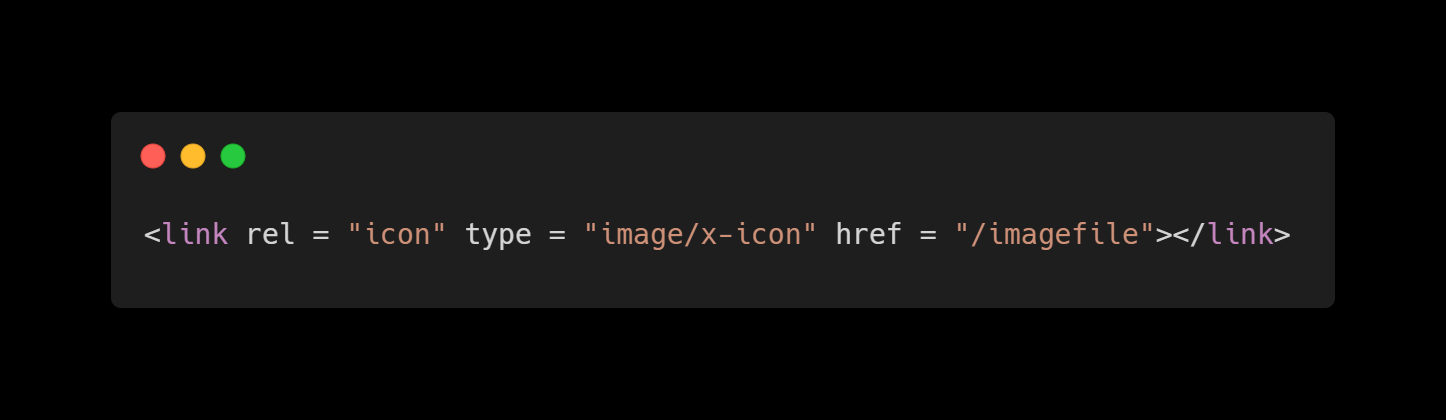 <link rel = "icon" type = "image/x-icon" href = "/imagefile"></link>